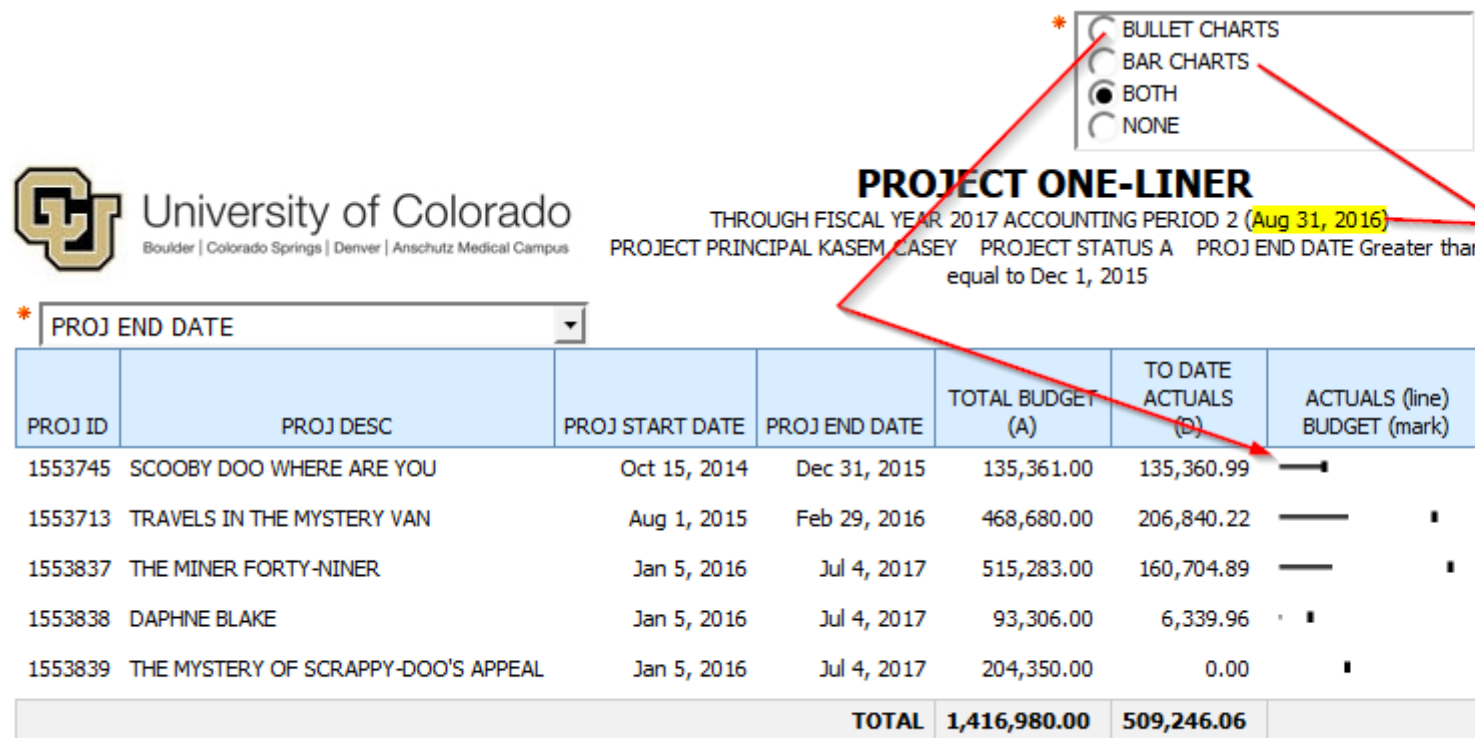 * BULLET CHARTS
BAR CHARTS
BOTH
NONE
CU University of Colorado
Boulder | Colorado Springs | Denver | Anschutz Medical Campus
PROJECT ONE-LINER
THROUGH FISCAL YEAR 2017 ACCOUNTING PERIOD 2 (Aug 31, 2016)
PROJECT PRINCIPAL KASEM,CASEY PROJECT STATUS A PROJ END DATE Greater than
equal to Dec 1, 2015
* PROJ END DATE
PROJ ID PROJ DESC PROJ START DATE PROJ END DATE TOTAL BUDGET (A) TO DATE ACTUALS (D) ACTUALS (line) BUDGET (mark)
1553745 SCOOBY DOO WHERE ARE YOU Oct 15, 2014 Dec 31, 2015 135,361.00 135,360.99
1553713 TRAVELS IN THE MYSTERY VAN Aug 1, 2015 Feb 29, 2016 468,680.00 206,840.22
1553837 THE MINER FORTY-NINER Jan 5, 2016 Jul 4, 2017 515,283.00 160,704.89
1553838 DAPHNE BLAKE Jan 5, 2016 Jul 4, 2017 93,306.00 6,339.96
1553839 THE MYSTERY OF SCRAPPY-DOO'S APPEAL Jan 5, 2016 Jul 4, 2017 204,350.00 0.00
TOTAL 1,416,980.00 509,246.06